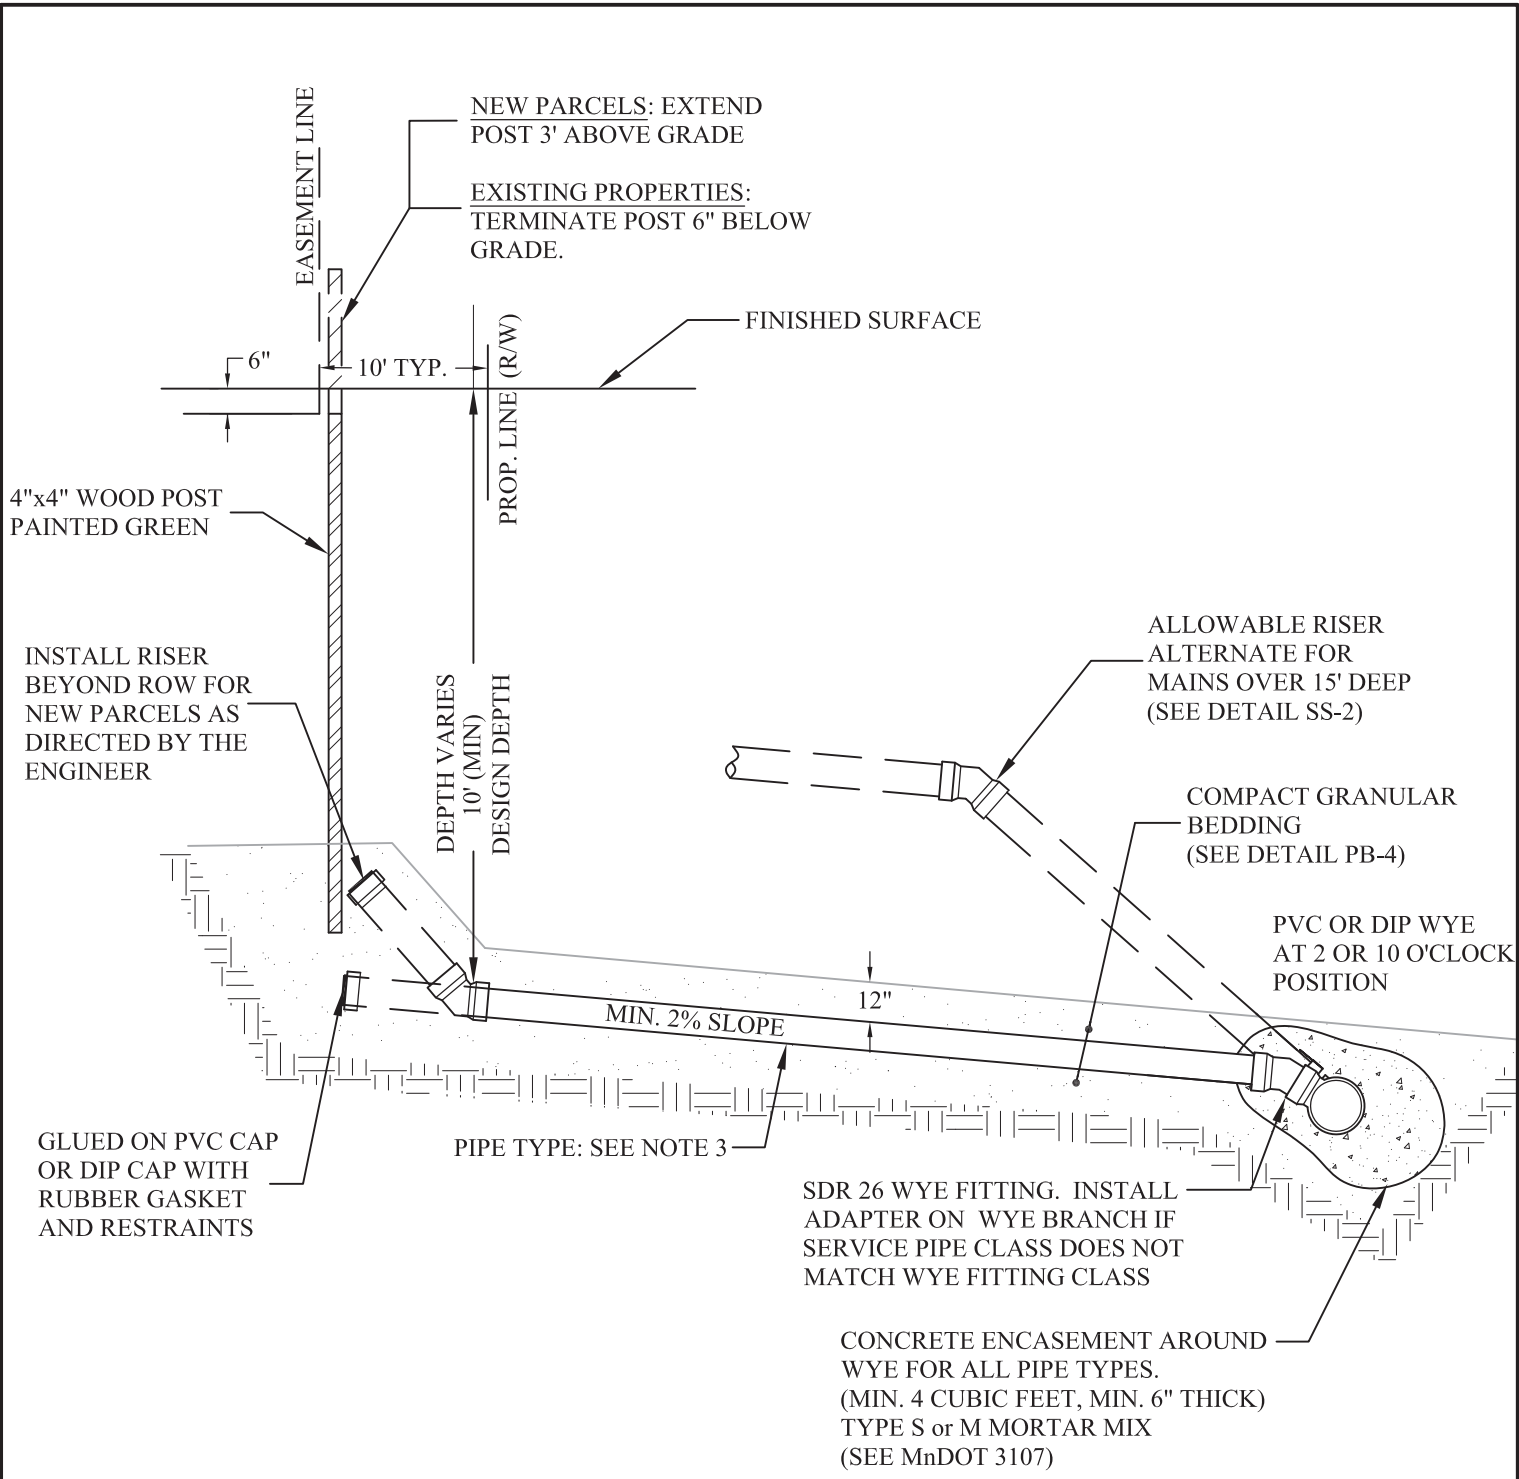 EASEMENT LINE
NEW PARCELS: EXTEND
POST 3' ABOVE GRADE
EXISTING PROPERTIES:
TERMINATE POST 6" BELOW
GRADE.
FINISHED SURFACE
6"
10' TYP.
PROP. LINE (R/W)
4"x4" WOOD POST
PAINTED GREEN
INSTALL RISER
BEYOND ROW FOR
NEW PARCELS AS
DIRECTED BY THE
ENGINEER
DEPTH VARIES
10' (MIN)
DESIGN DEPTH
ALLOWABLE RISER
ALTERNATE FOR
MAINS OVER 15' DEEP
(SEE DETAIL SS-2)
COMPACT GRANULAR
BEDDING
(SEE DETAIL PB-4)
PVC OR DIP WYE
AT 2 OR 10 O'CLOCK
POSITION
12"
MIN. 2% SLOPE
GLUED ON PVC CAP
OR DIP CAP WITH
RUBBER GASKET
AND RESTRAINTS
PIPE TYPE: SEE NOTE 3
SDR 26 WYE FITTING. INSTALL
ADAPTER ON WYE BRANCH IF
SERVICE PIPE CLASS DOES NOT
MATCH WYE FITTING CLASS
CONCRETE ENCASEMENT AROUND
WYE FOR ALL PIPE TYPES.
(MIN. 4 CUBIC FEET, MIN. 6" THICK)
TYPE S or M MORTAR MIX
(SEE MnDOT 3107)